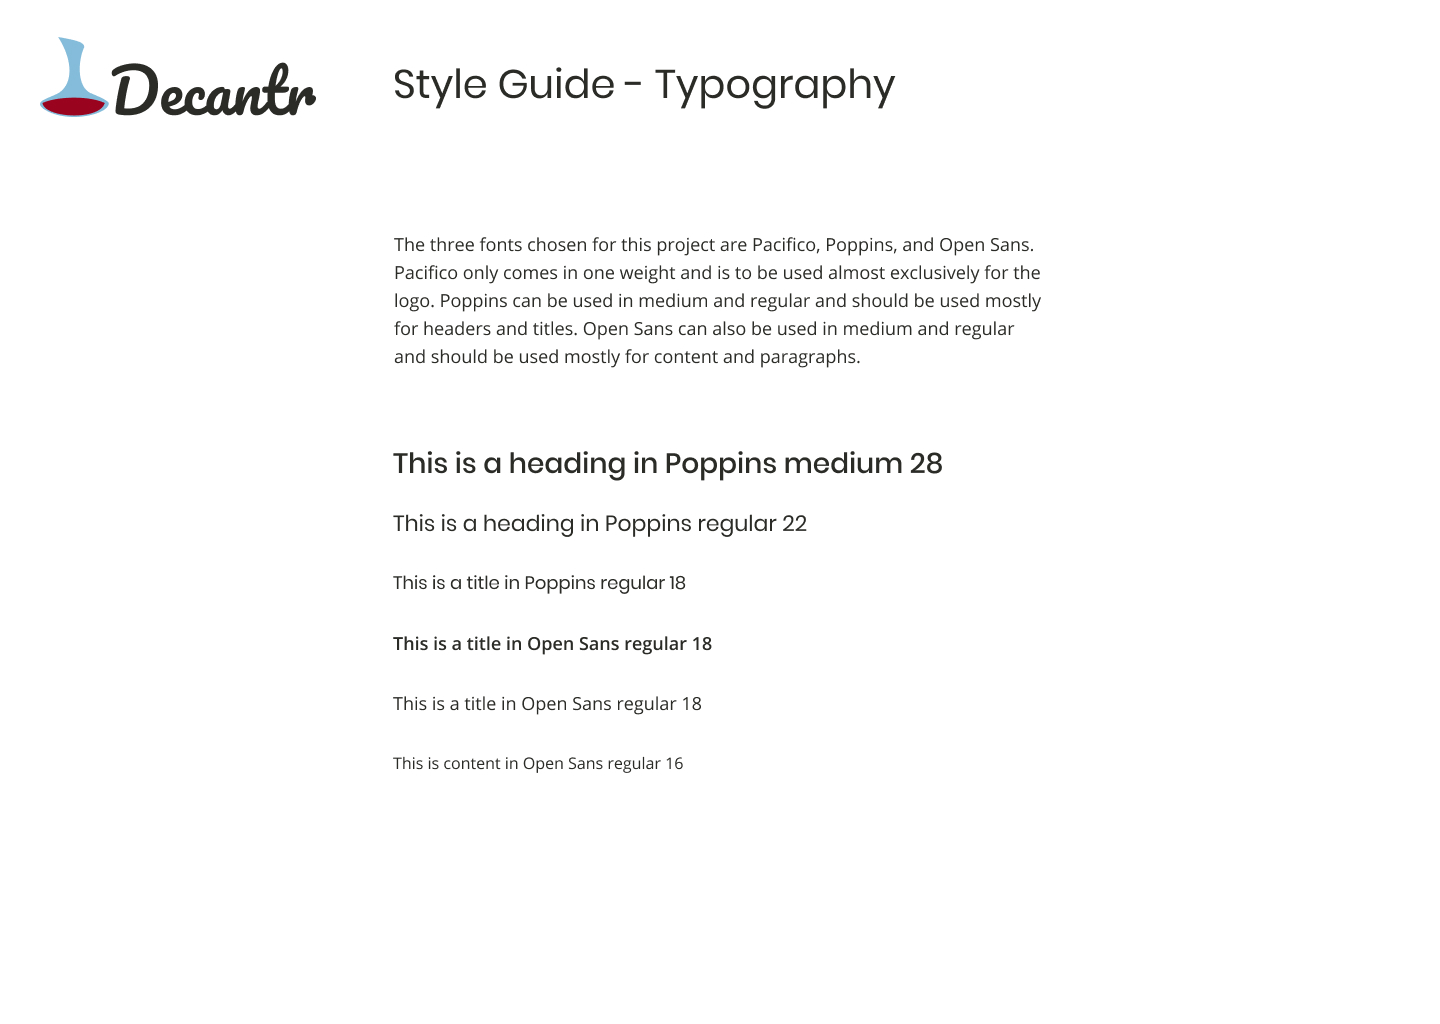 Decantr
Style Guide - Typography
The three fonts chosen for this project are Pacifico, Poppins, and Open Sans.
Pacifico only comes in one weight and is to be used almost exclusively for the
logo. Poppins can be used in medium and regular and should be used mostly
for headers and titles. Open Sans can also be used in medium and regular
and should be used mostly for content and paragraphs.
This is a heading in Poppins medium 28
This is a heading in Poppins regular 22
This is a title in Poppins regular 18
This is a title in Open Sans regular 18
This is a title in Open Sans regular 18
This is content in Open Sans regular 16